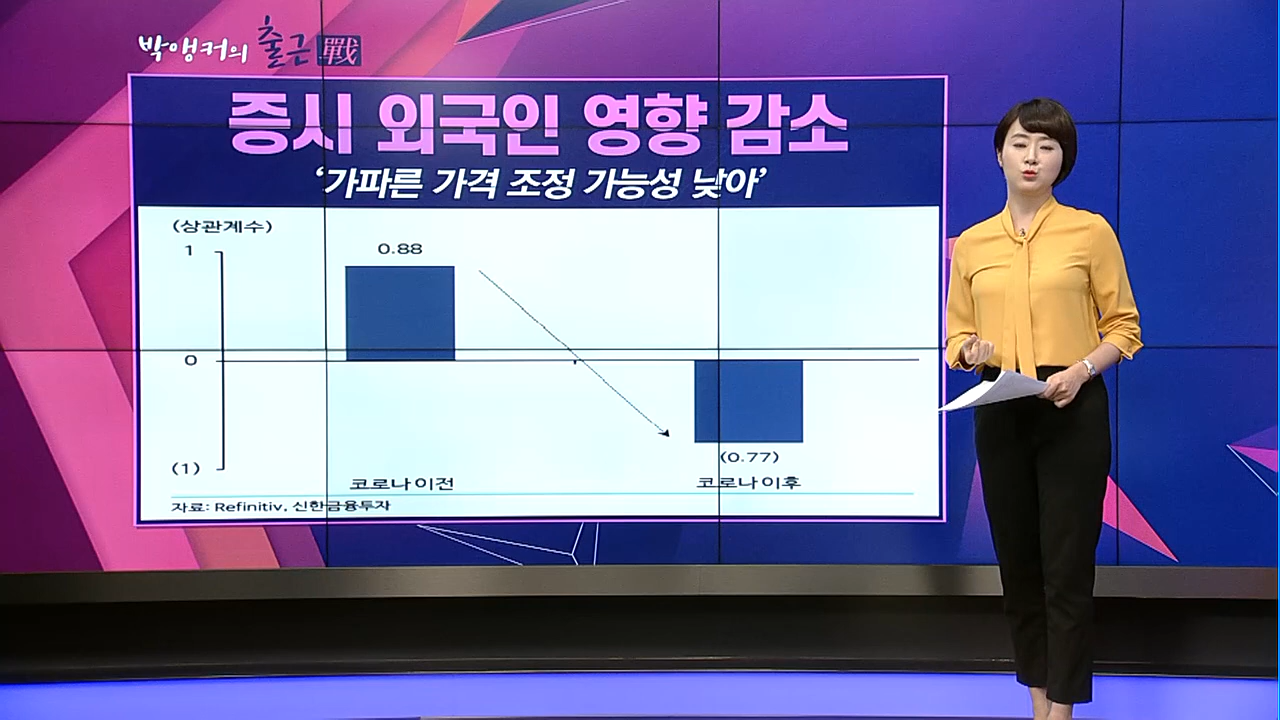 박앵커의 출근戰
증시 외국인 영향 감소
‘가파른 가격 조정 가능성 낮아’
(상관계수)
1
0.88
0
(1)
(0.77)
코로나 이전
코로나 이후
자료: Refinitiv, 신한금융투자